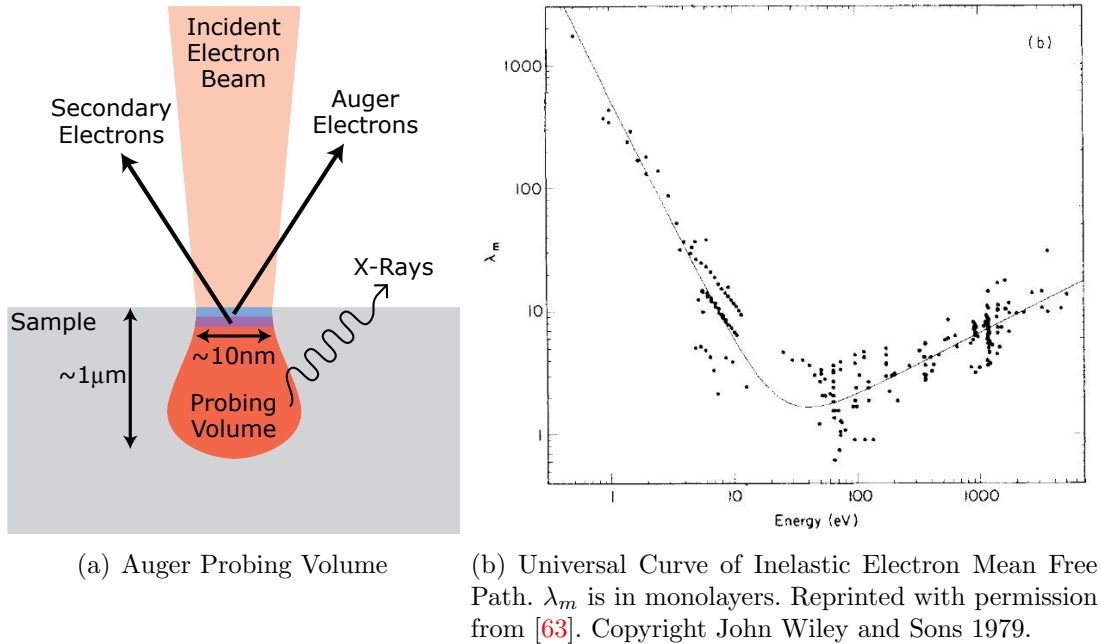 Incident
Electron
Beam
Secondary
Electrons
Auger
Electrons
X-Rays
Sample
~10nm
~1μm
Probing
Volume
(b)
1000
100
10
1
λm
1
10
100
1000
Energy (eV)
(a) Auger Probing Volume
(b) Universal Curve of Inelastic Electron Mean Free
Path. λm is in monolayers. Reprinted with permission
from [63]. Copyright John Wiley and Sons 1979.